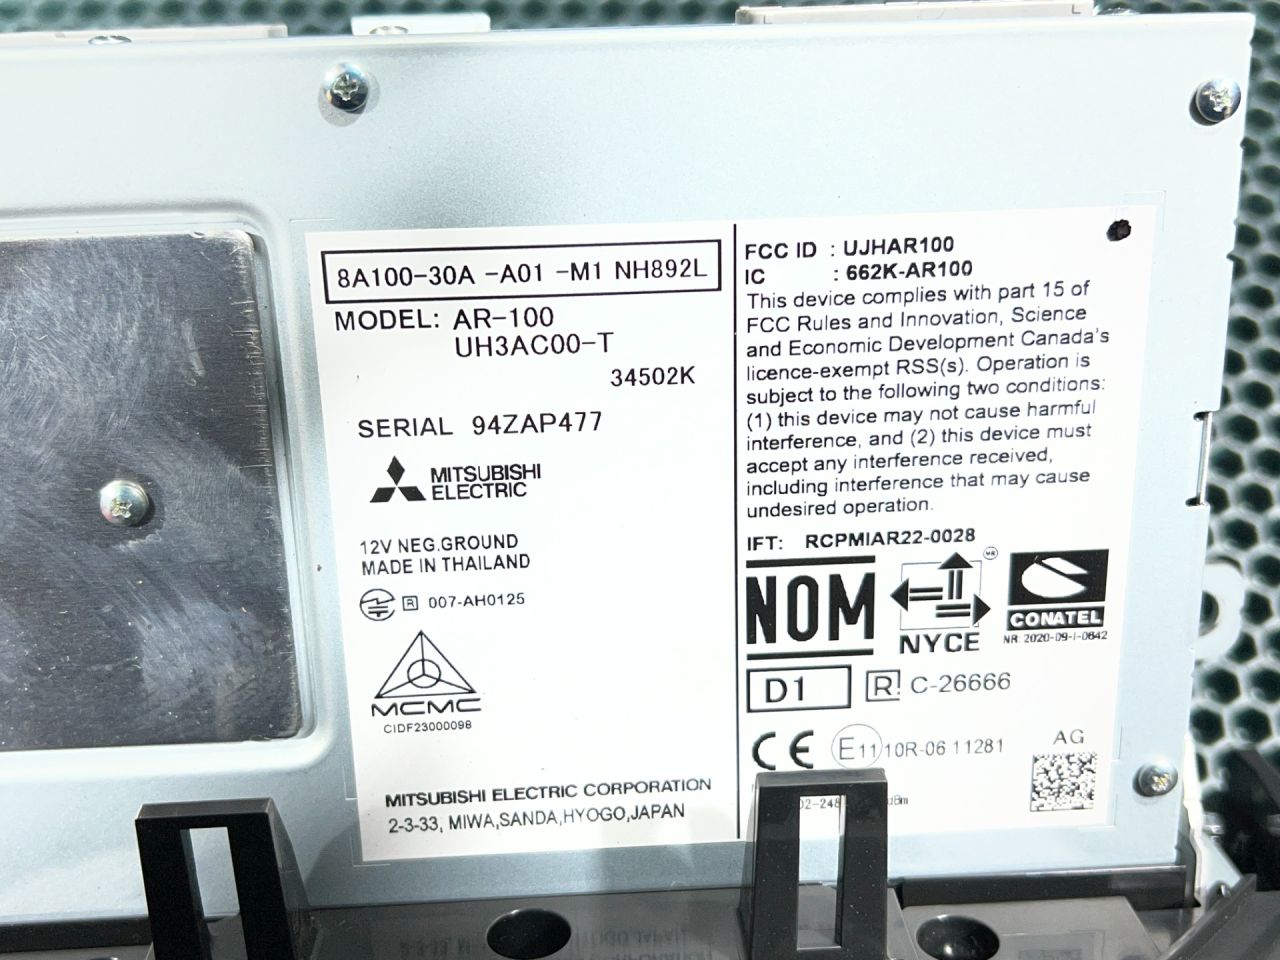 8A100-30A -A01 -M1 NH892L
MODEL: AR-100
UH3AC00-T
34502K
SERIAL 94ZAP477
MITSUBISHI
ELECTRIC
12V NEG.GROUND
MADE IN THAILAND
R 007-AH0125
MCMC
CIDF23000098
MITSUBISHI ELECTRIC CORPORATION
2-3-33, MIWA,SANDA,HYOGO,JAPAN
FCC ID : UJHAR100
IC : 662K-AR100
This device complies with part 15 of
FCC Rules and Innovation, Science
and Economic Development Canada's
licence-exempt RSS(s). Operation is
subject to the following two conditions:
(1) this device may not cause harmful
interference, and (2) this device must
accept any interference received,
including interference that may cause
undesired operation.
IFT: RCPMIAR22-0028
NOM
NYCE
MR
CONATEL
NR: 2020-09-I-0642
D1 R C-26666
CE E11 10R-06 11281
AG